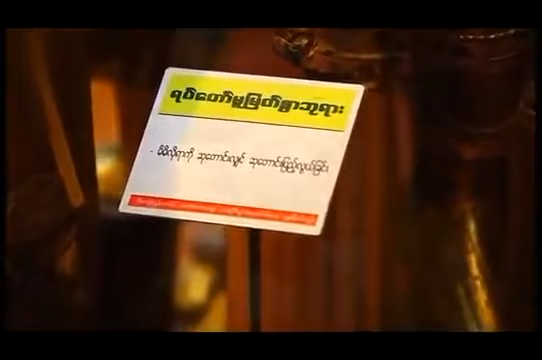 ရပ်တော်မူမြတ်စွာဘုရား
- မိမိလိုရာကို ဆုတောင်းလျှင် ဆုတောင်းပြည့်လွယ်ခြင်း